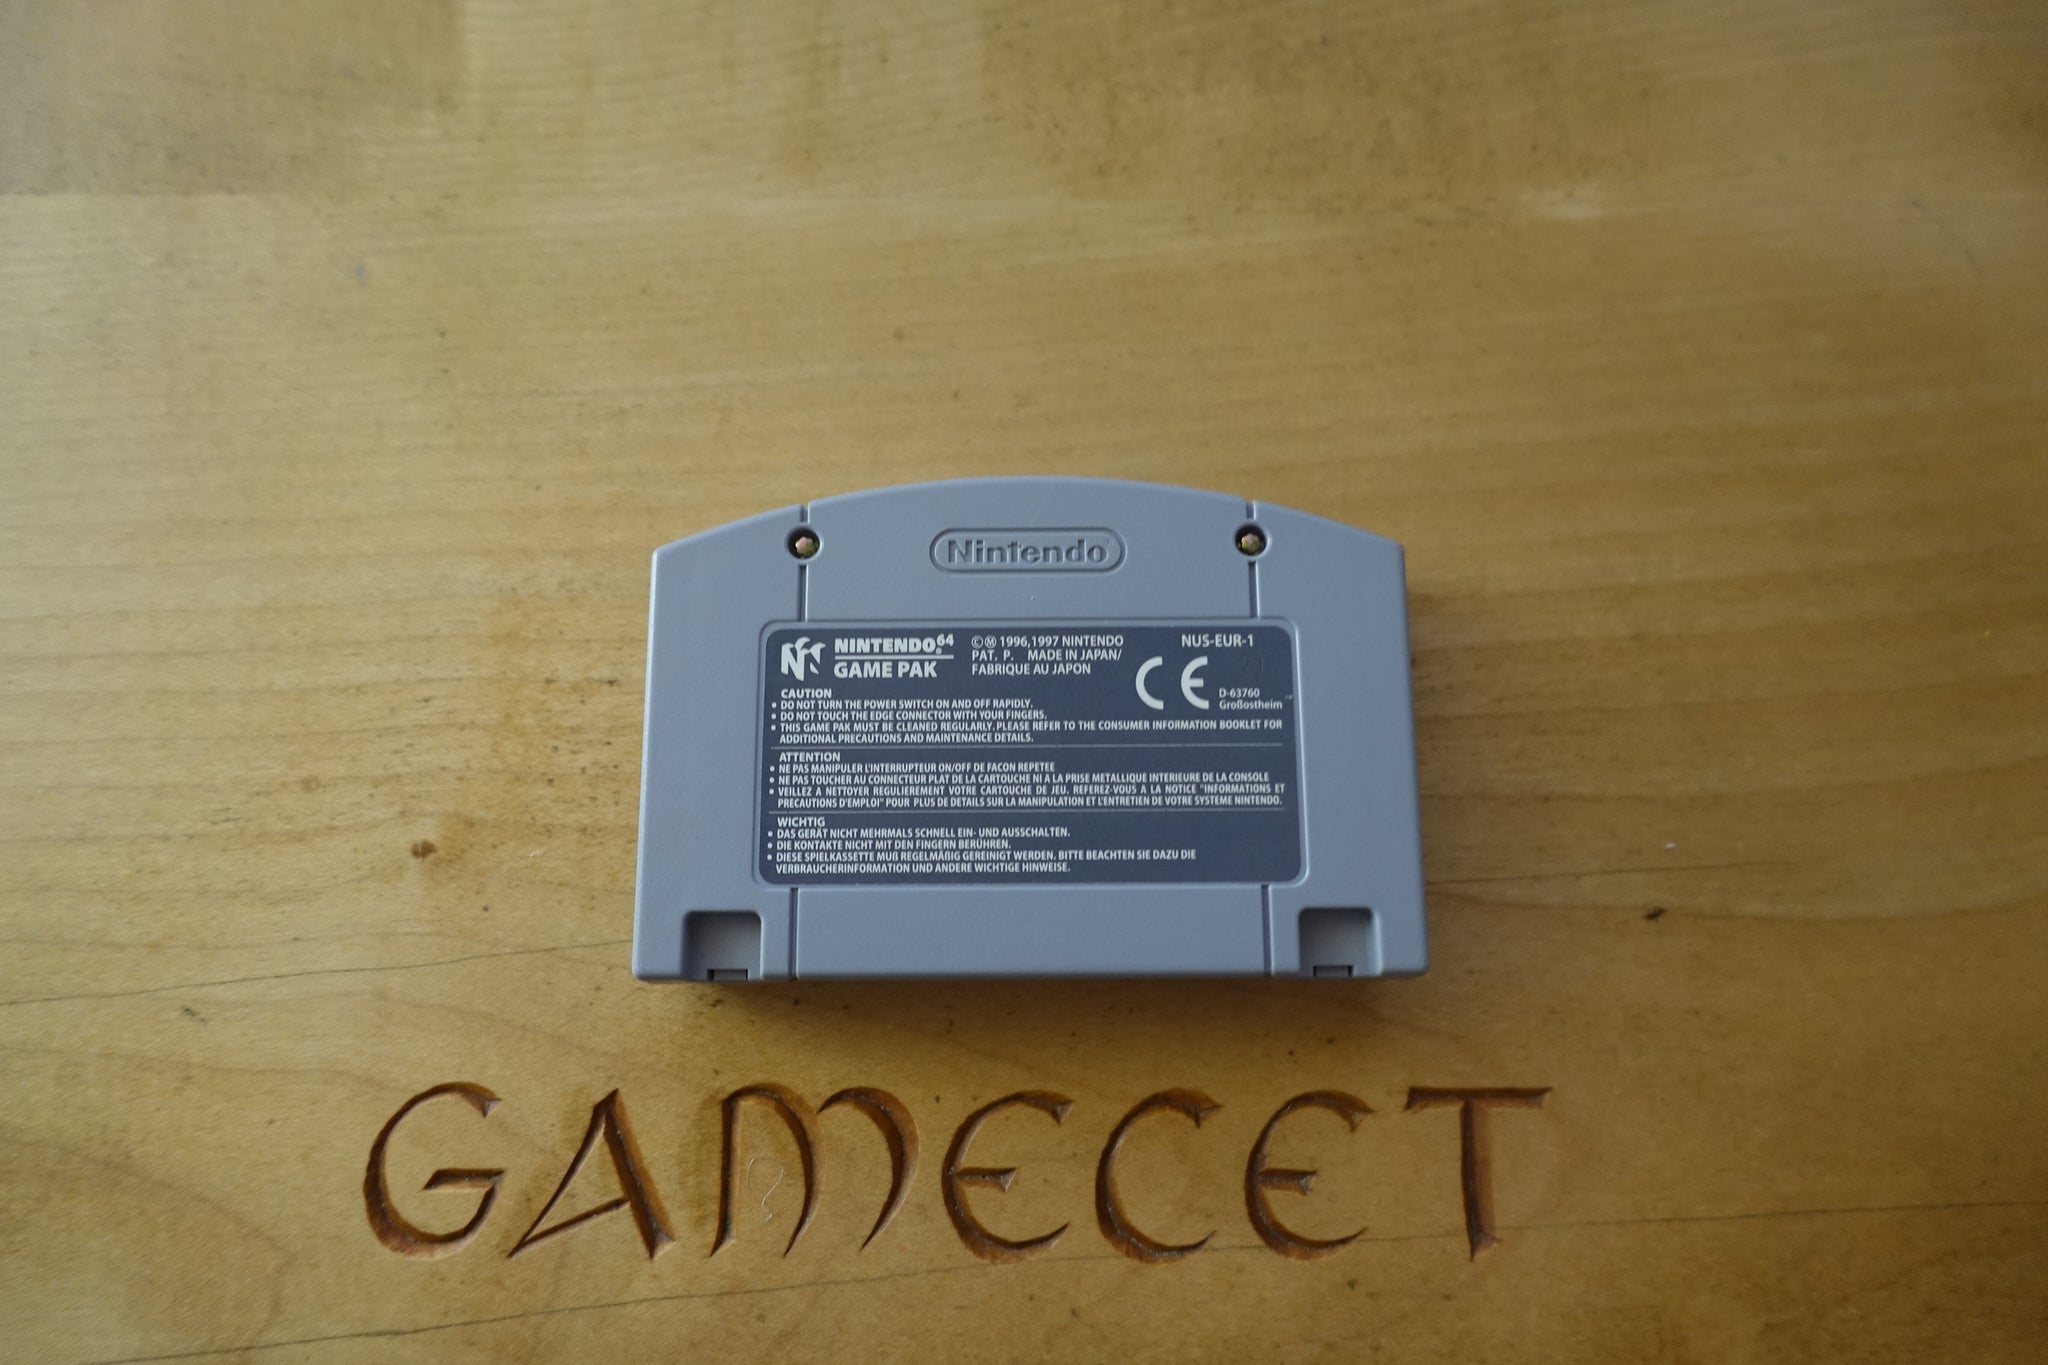 Nintendo
NINTENDO64 GAME PAK
© Ⓜ 1996,1997 NINTENDO
PAT. P. MADE IN JAPAN/
FABRIQUE AU JAPON
NUS-EUR-1
CE
D-63760
Großostheim
CAUTION
• DO NOT TURN THE POWER SWITCH ON AND OFF RAPIDLY.
• DO NOT TOUCH THE EDGE CONNECTOR WITH YOUR FINGERS.
• THIS GAME PAK MUST BE CLEANED REGULARLY. PLEASE REFER TO THE CONSUMER INFORMATION BOOKLET FOR
ADDITIONAL PRECAUTIONS AND MAINTENANCE DETAILS.
ATTENTION
• NE PAS MANIPULER L'INTERRUPTEUR ON/OFF DE FACON REPETEE
• NE PAS TOUCHER AU CONNECTEUR PLAT DE LA CARTOUCHE NI A LA PRISE METALLIQUE INTERIEURE DE LA CONSOLE
• VEILLEZ A NETTOYER REGULIEREMENT VOTRE CARTOUCHE DE JEU. REFEREZ-VOUS A LA NOTICE "INFORMATIONS ET
PRECAUTIONS D'EMPLOI" POUR PLUS DE DETAILS SUR LA MANIPULATION ET L'ENTRETIEN DE VOTRE SYSTEME NINTENDO.
WICHTIG
• DAS GERÄT NICHT MEHRMALS SCHNELL EIN- UND AUSSCHALTEN.
• DIE KONTAKTE NICHT MIT DEN FINGERN BERÜHREN.
• DIESE SPIELKASSETTE MUß REGELMÄßIG GEREINIGT WERDEN. BITTE BEACHTEN SIE DAZU DIE
VERBRAUCHERINFORMATION UND ANDERE WICHTIGE HINWEISE.
GAMECET